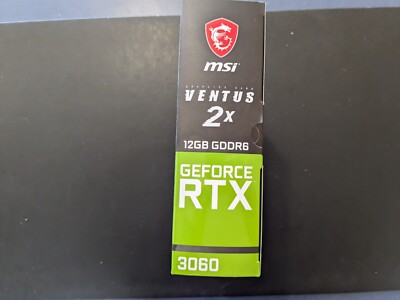 msi
VENTUS
2X
12GB GDDR6
GEFORCE
RTX
3060